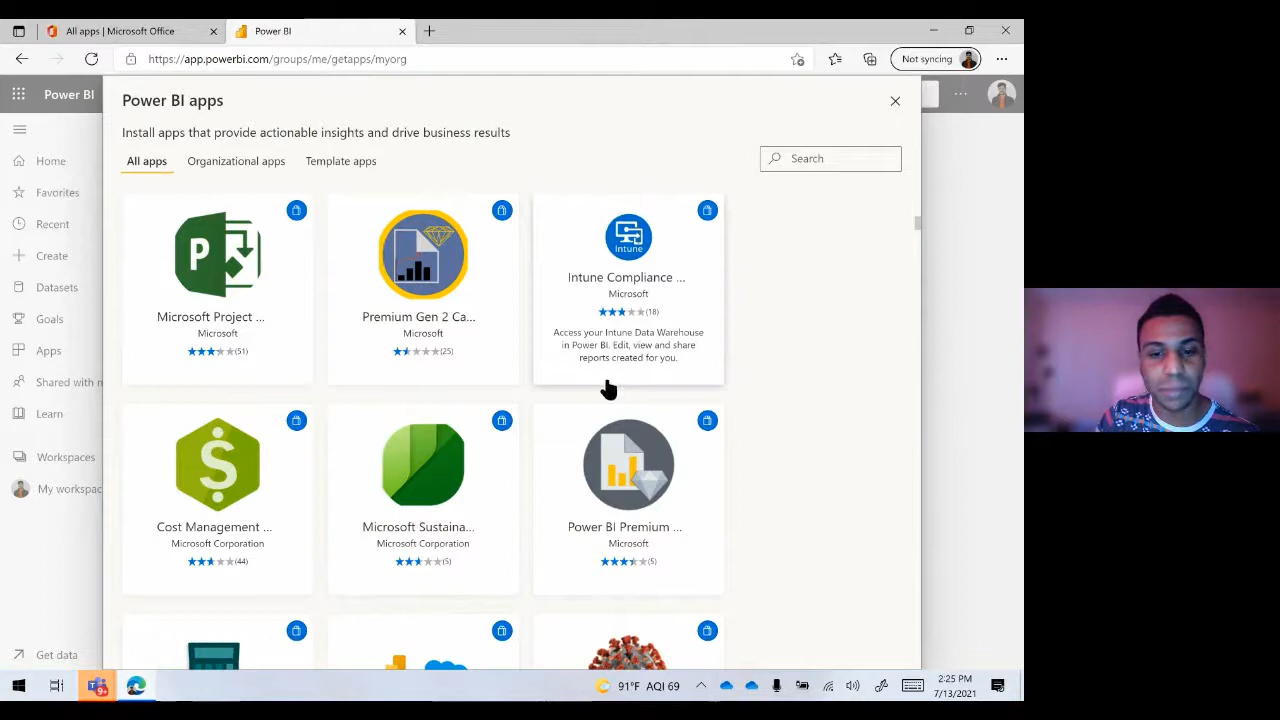 All apps | Microsoft Office
Power BI
https://app.powerbi.com/groups/me/getapps/myorg
Not syncing
Power BI
Power BI apps
Install apps that provide actionable insights and drive business results
All apps
Organizational apps
Template apps
Search
Home
Favorites
Recent
Create
Datasets
Goals
Apps
Shared with m
Learn
Workspaces
My workspac
Get data
P
Microsoft Project ...
Microsoft
(51)
Premium Gen 2 Ca...
Microsoft
(25)
Intune
Intune Compliance ...
Microsoft
(18)
Access your Intune Data Warehouse
in Power BI. Edit, view and share
reports created for you.
$
Cost Management ...
Microsoft Corporation
(44)
Microsoft Sustaina...
Microsoft Corporation
(5)
Power BI Premium ...
Microsoft
(5)
9+
91°F AQI 69
2:25 PM
7/13/2021